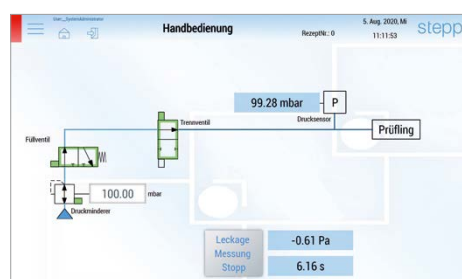 Handbedienung
RezeptNr.: 0
5. Aug. 2020, Mi
11:11:53
stepp
99.28 mbar
P
Drucksensor
Trennventil
Prüfling
Füllventil
100.00 mbar
Druckminderer
Leckage
Messung
Stopp
-0.61 Pa
6.16 s